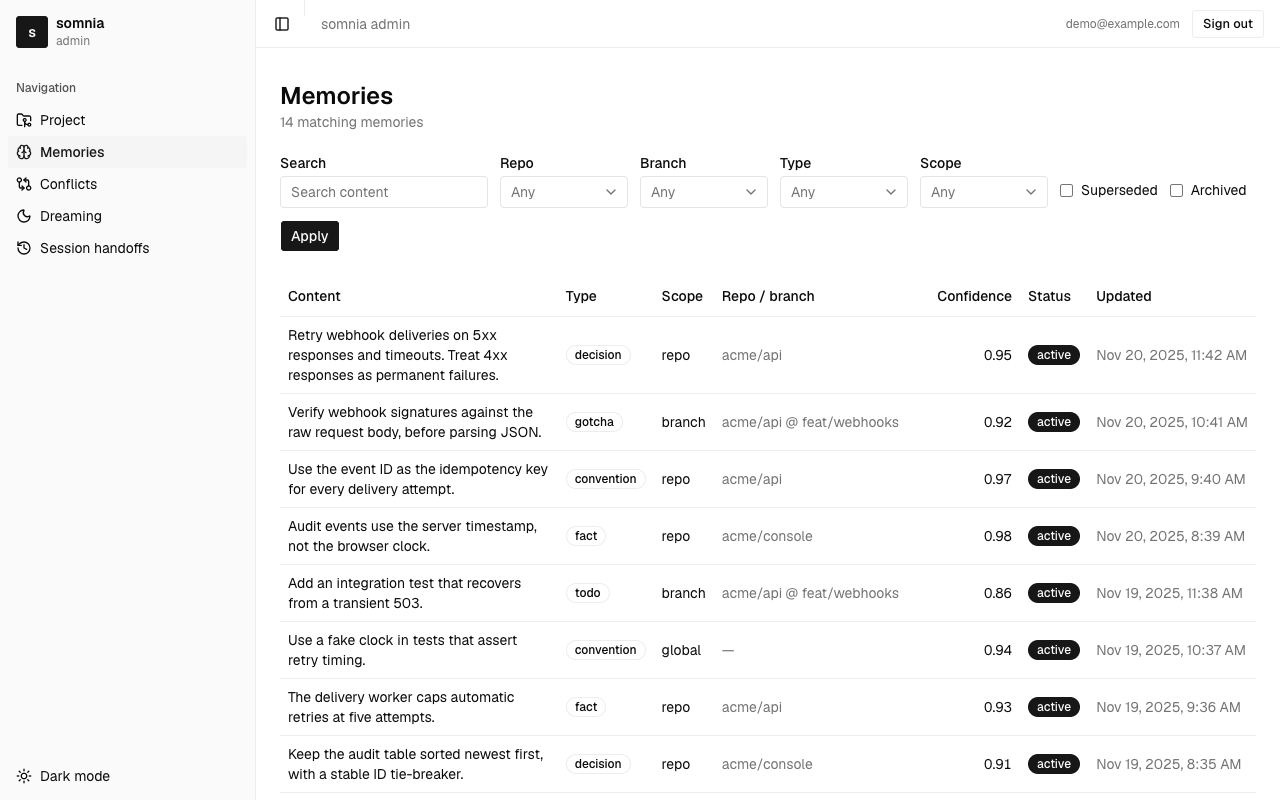 s
somnia
admin
Navigation
Project
Memories
Conflicts
Dreaming
Session handoffs
Dark mode
somnia admin
demo@example.com
Sign out
Memories
14 matching memories
Search
Repo
Branch
Type
Scope
Search content
Any
Any
Any
Any
Superseded
Archived
Apply
Content Type Scope Repo / branch Confidence Status Updated
Retry webhook deliveries on 5xx
responses and timeouts. Treat 4xx
responses as permanent failures.
decision repo acme/api 0.95 active Nov 20, 2025, 11:42 AM
Verify webhook signatures against the
raw request body, before parsing JSON.
gotcha branch acme/api @ feat/webhooks 0.92 active Nov 20, 2025, 10:41 AM
Use the event ID as the idempotency key
for every delivery attempt.
convention repo acme/api 0.97 active Nov 20, 2025, 9:40 AM
Audit events use the server timestamp,
not the browser clock.
fact repo acme/console 0.98 active Nov 20, 2025, 8:39 AM
Add an integration test that recovers
from a transient 503.
todo branch acme/api @ feat/webhooks 0.86 active Nov 19, 2025, 11:38 AM
Use a fake clock in tests that assert
retry timing.
convention global — 0.94 active Nov 19, 2025, 10:37 AM
The delivery worker caps automatic
retries at five attempts.
fact repo acme/api 0.93 active Nov 19, 2025, 9:36 AM
Keep the audit table sorted newest first,
with a stable ID tie-breaker.
decision repo acme/console 0.91 active Nov 19, 2025, 8:35 AM